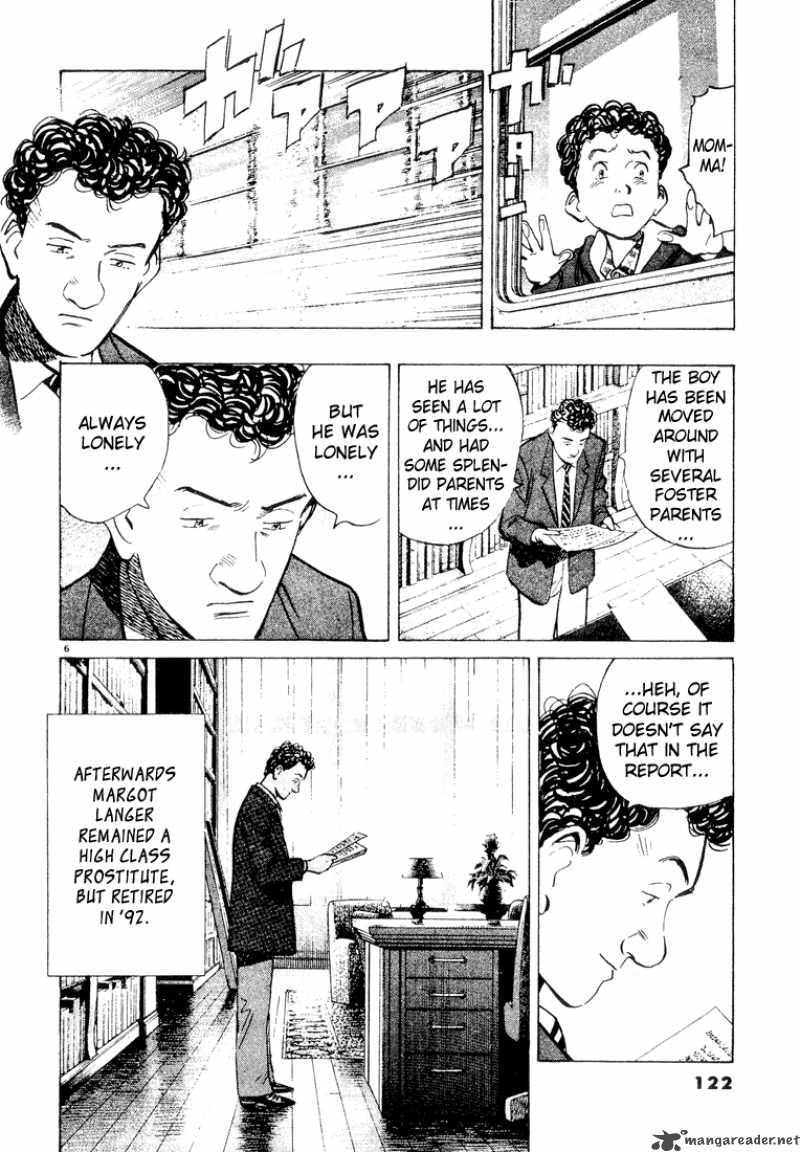 MOM-
MA!
ガガァァァァ
THE BOY
HAS BEEN
MOVED
AROUND
WITH
SEVERAL
FOSTER
PARENTS
...
HE HAS
SEEN A LOT
OF THINGS...
AND HAD
SOME SPLEN-
DID PARENTS
AT TIMES
...
BUT
HE WAS
LONELY
...
ALWAYS
LONELY
...
6
...HEH, OF
COURSE IT
DOESN'T SAY
THAT IN THE
REPORT...
AFTERWARDS
MARGOT
LANGER
REMAINED A
HIGH CLASS
PROSTITUTE,
BUT RETIRED
IN '92.
122
mangareader.net